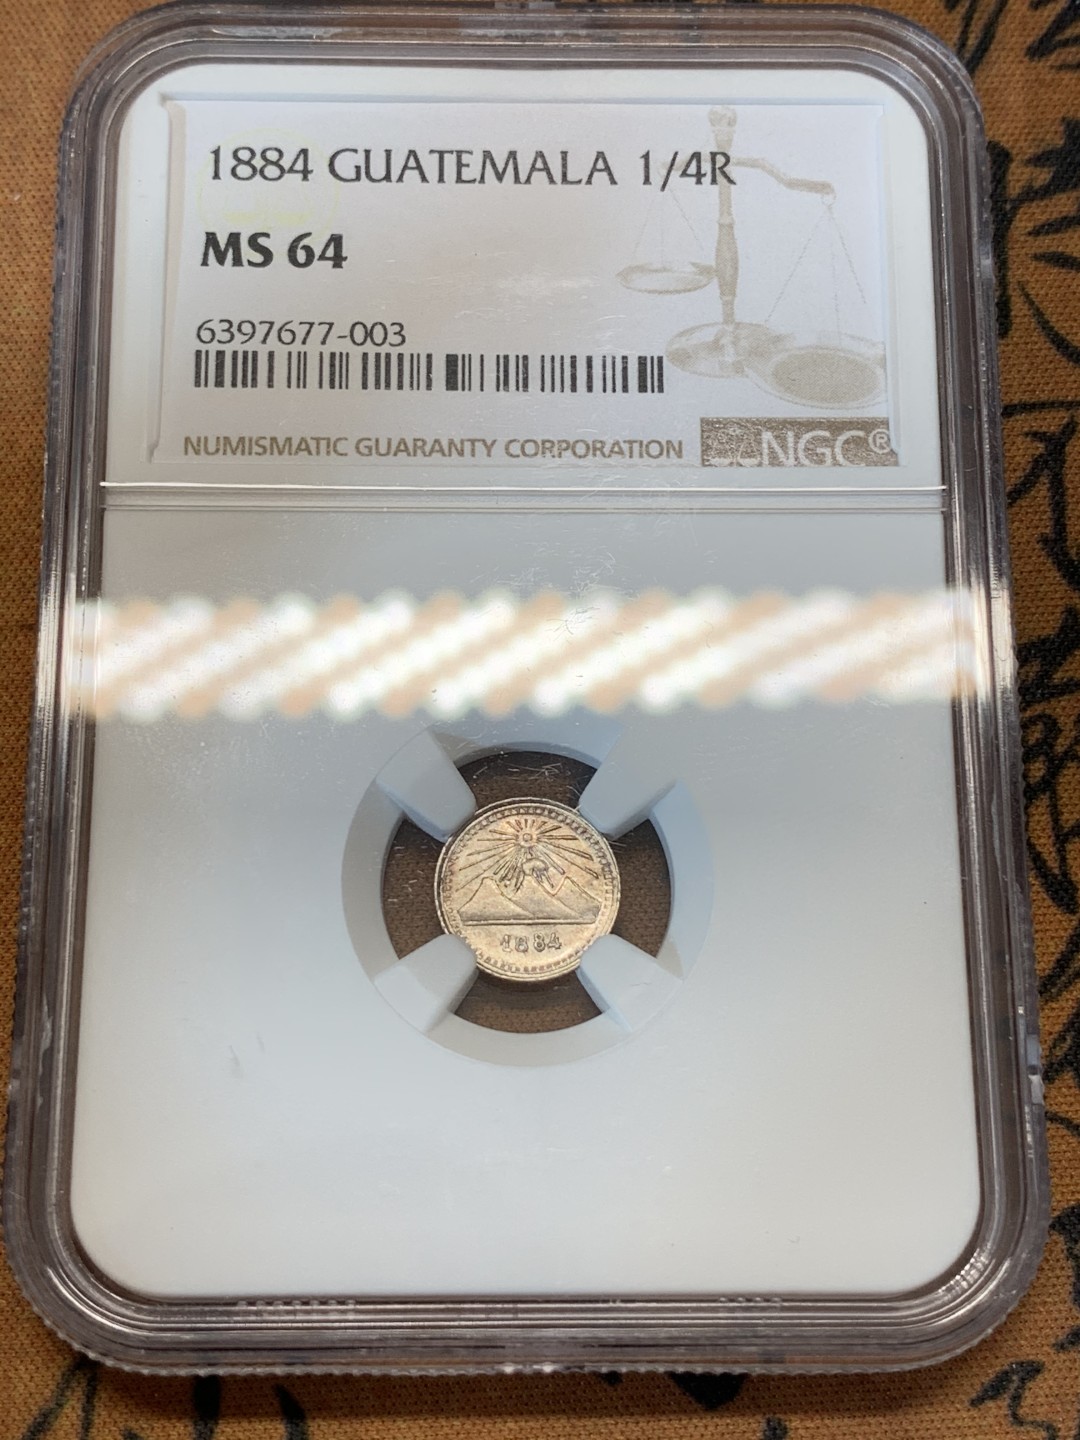 1884 GUATEMALA 1/4R
MS 64
6397677-003
NUMISMATIC GUARANTY CORPORATION
NGC®
1884